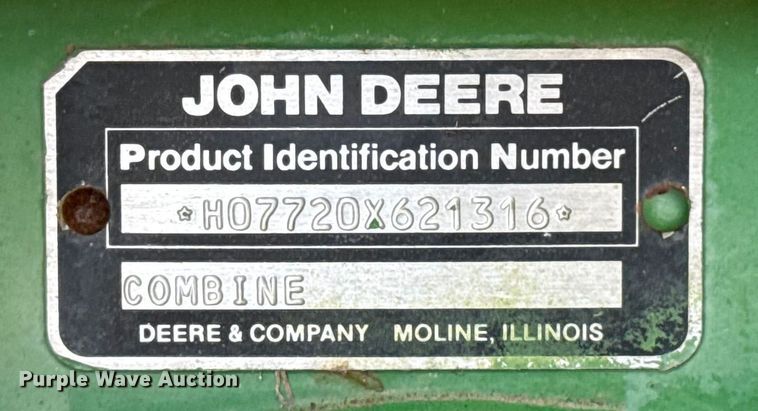 JOHN DEERE
Product Identification Number
*H07720X621316*
COMBINE
DEERE & COMPANY MOLINE, ILLINOIS
Purple Wave Auction